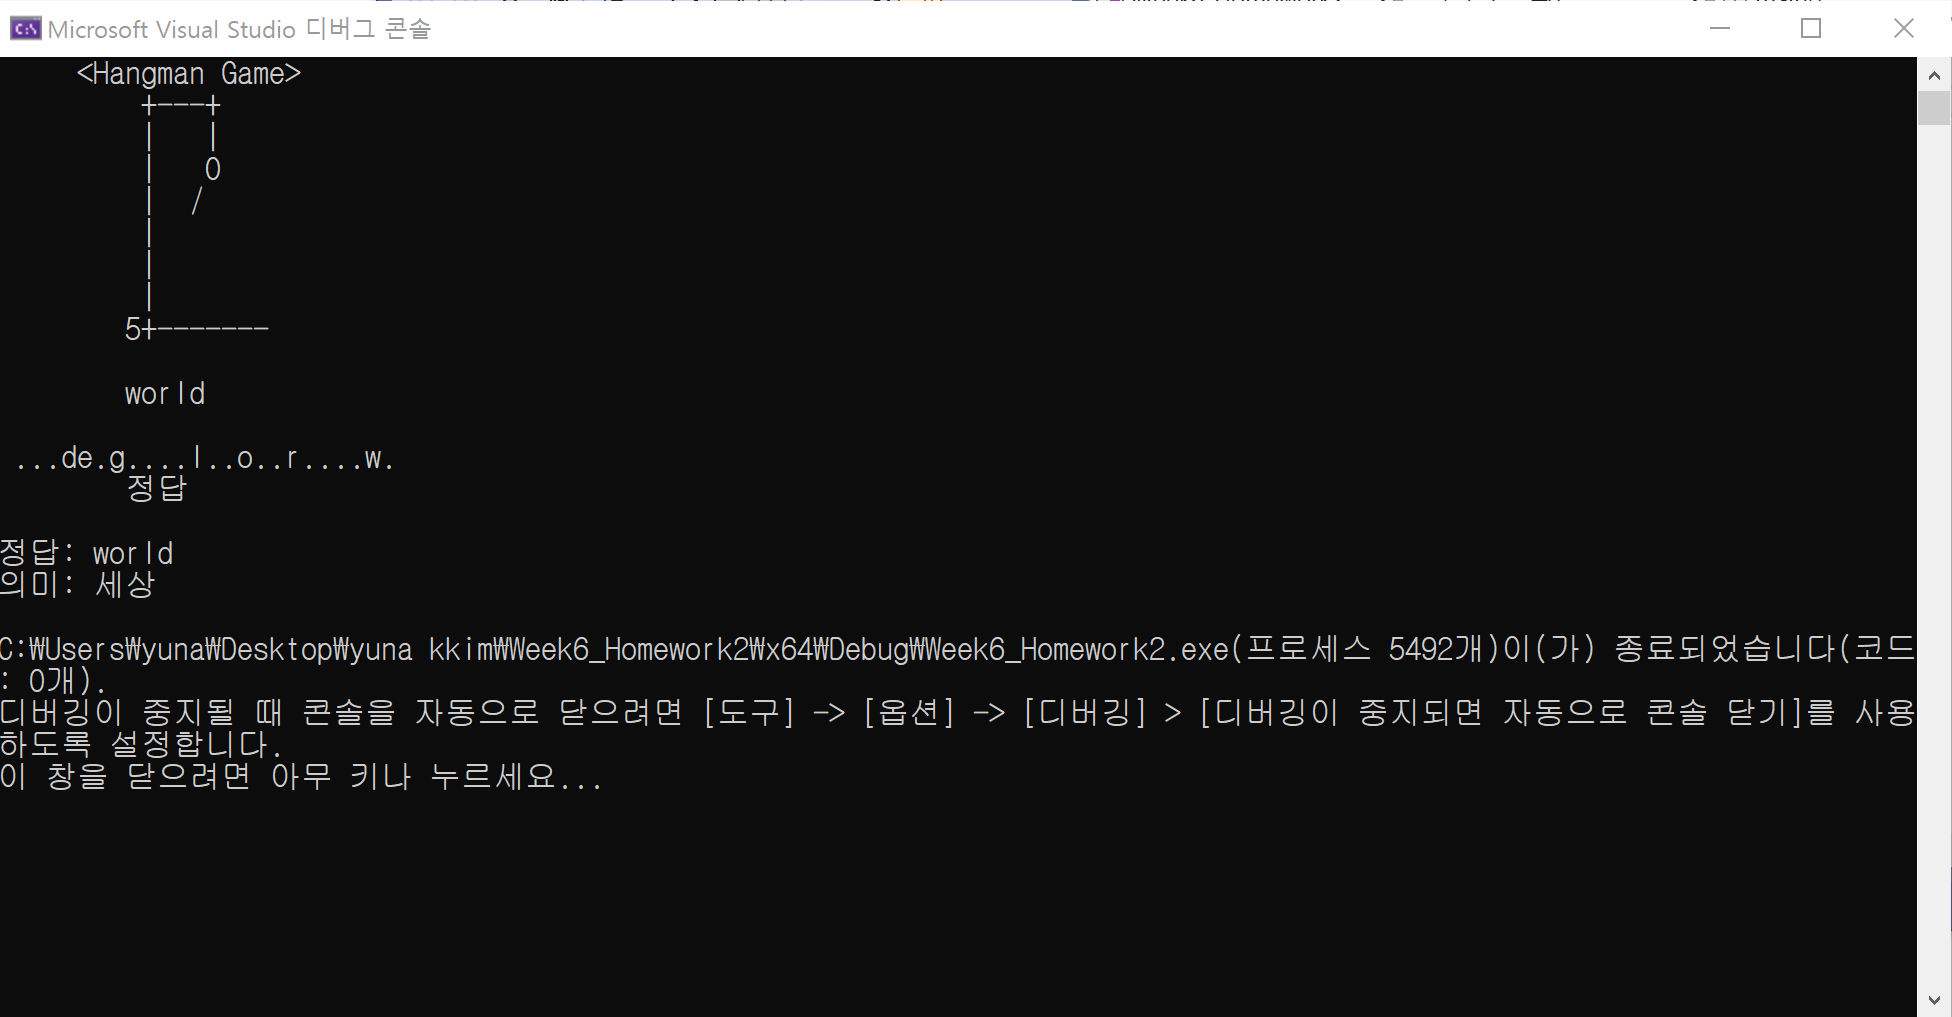 Microsoft Visual Studio 디버그 콘솔
<Hangman Game>
+---+
|   |
|   O
|  /
|
|
|
5+-------
world
...de.g....l..o..r....w.
정답
정답: world
의미: 세상
C:₩Users₩yuna₩Desktop₩yuna kkim₩Week6_Homework2₩x64₩Debug₩Week6_Homework2.exe(프로세스 5492개)이(가) 종료되었습니다(코드
: 0개).
디버깅이 중지될 때 콘솔을 자동으로 닫으려면 [도구] -> [옵션] -> [디버깅] > [디버깅이 중지되면 자동으로 콘솔 닫기]를 사용
하도록 설정합니다.
이 창을 닫으려면 아무 키나 누르세요...